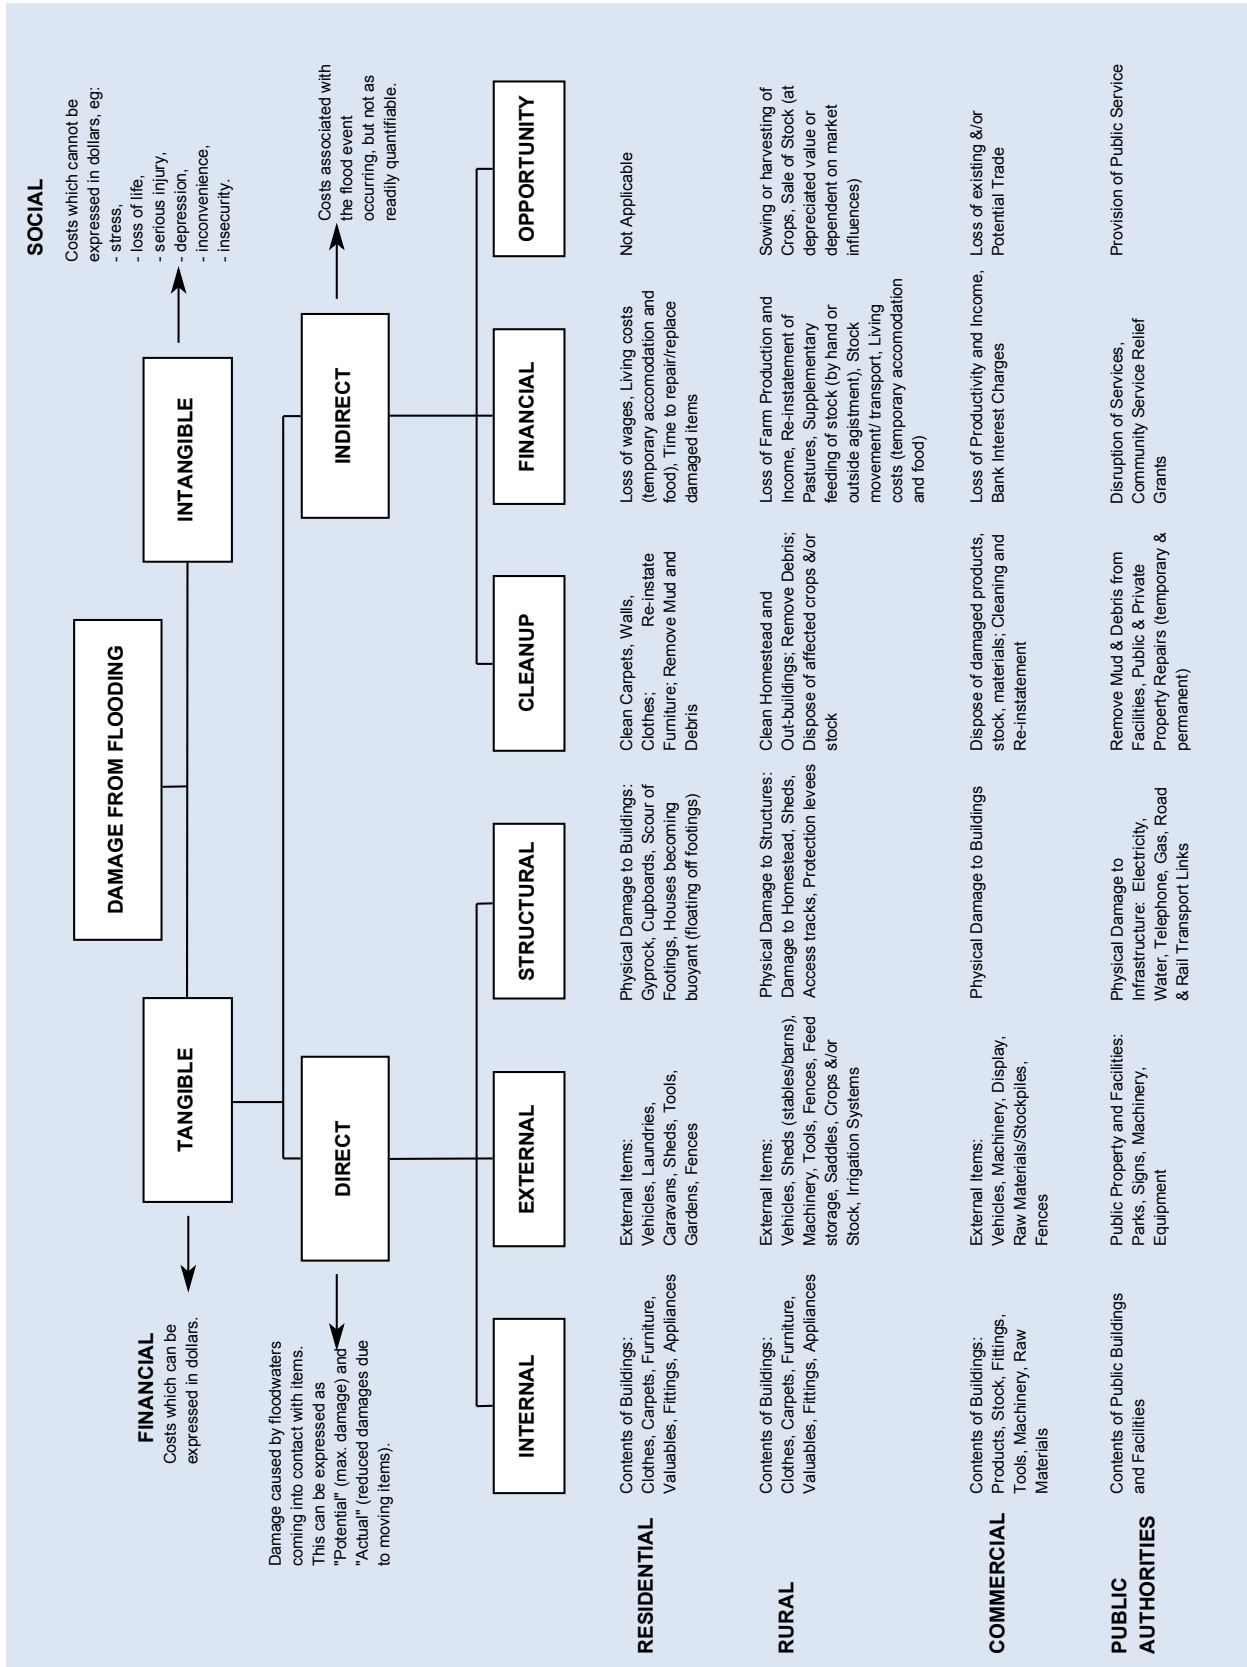 DAMAGE FROM FLOODING
FINANCIAL
Costs which can be
expressed in dollars.
TANGIBLE
INTANGIBLE
SOCIAL
Costs which cannot be
expressed in dollars, eg:
- stress,
- loss of life,
- serious injury,
- depression,
- inconvenience,
- insecurity.
Damage caused by floodwaters
coming into contact with items.
This can be expressed as
"Potential" (max. damage) and
"Actual" (reduced damages due
to moving items).
DIRECT
INDIRECT
Costs associated with
the flood event
occurring, but not as
readily quantifiable.
INTERNAL
EXTERNAL
STRUCTURAL
CLEANUP
FINANCIAL
OPPORTUNITY
RESIDENTIAL
Contents of Buildings:
Clothes, Carpets, Furniture,
Valuables, Fittings, Appliances
External Items:
Vehicles, Laundries,
Caravans, Sheds, Tools,
Gardens, Fences
Physical Damage to Buildings:
Gyprock, Cupboards, Scour of
Footings, Houses becoming
buoyant (floating off footings)
Clean Carpets, Walls,
Clothes; Re-instate
Furniture; Remove Mud and
Debris
Loss of wages, Living costs
(temporary accomodation and
food), Time to repair/replace
damaged items
Not Applicable
RURAL
Contents of Buildings:
Clothes, Carpets, Furniture,
Valuables, Fittings, Appliances
External Items:
Vehicles, Sheds (stables/barns),
Machinery, Tools, Fences, Feed
storage, Saddles, Crops &/or
Stock, Irrigation Systems
Physical Damage to Structures:
Damage to Homestead, Sheds,
Access tracks, Protection levees
Clean Homestead and
Out-buildings; Remove Debris;
Dispose of affected crops &/or
stock
Loss of Farm Production and
Income, Re-instatement of
Pastures, Supplementary
feeding of stock (by hand or
outside agistment), Stock
movement/ transport, Living
costs (temporary accomodation
and food)
Sowing or harvesting of
Crops, Sale of Stock (at
depreciated value or
dependent on market
influences)
COMMERCIAL
Contents of Buildings:
Products, Stock, Fittings,
Tools, Machinery, Raw
Materials
External Items:
Vehicles, Machinery, Display,
Raw Materials/Stockpiles,
Fences
Physical Damage to Buildings
Dispose of damaged products,
stock, materials; Cleaning and
Re-instatement
Loss of Productivity and Income,
Bank Interest Charges
Loss of existing &/or
Potential Trade
PUBLIC
AUTHORITIES
Contents of Public Buildings
and Facilities
Public Property and Facilities:
Parks, Signs, Machinery,
Equipment
Physical Damage to
Infrastructure: Electricity,
Water, Telephone, Gas, Road
& Rail Transport Links
Remove Mud & Debris from
Facilities, Public & Private
Property Repairs (temporary &
permanent)
Disruption of Services,
Community Service Relief
Grants
Provision of Public Service